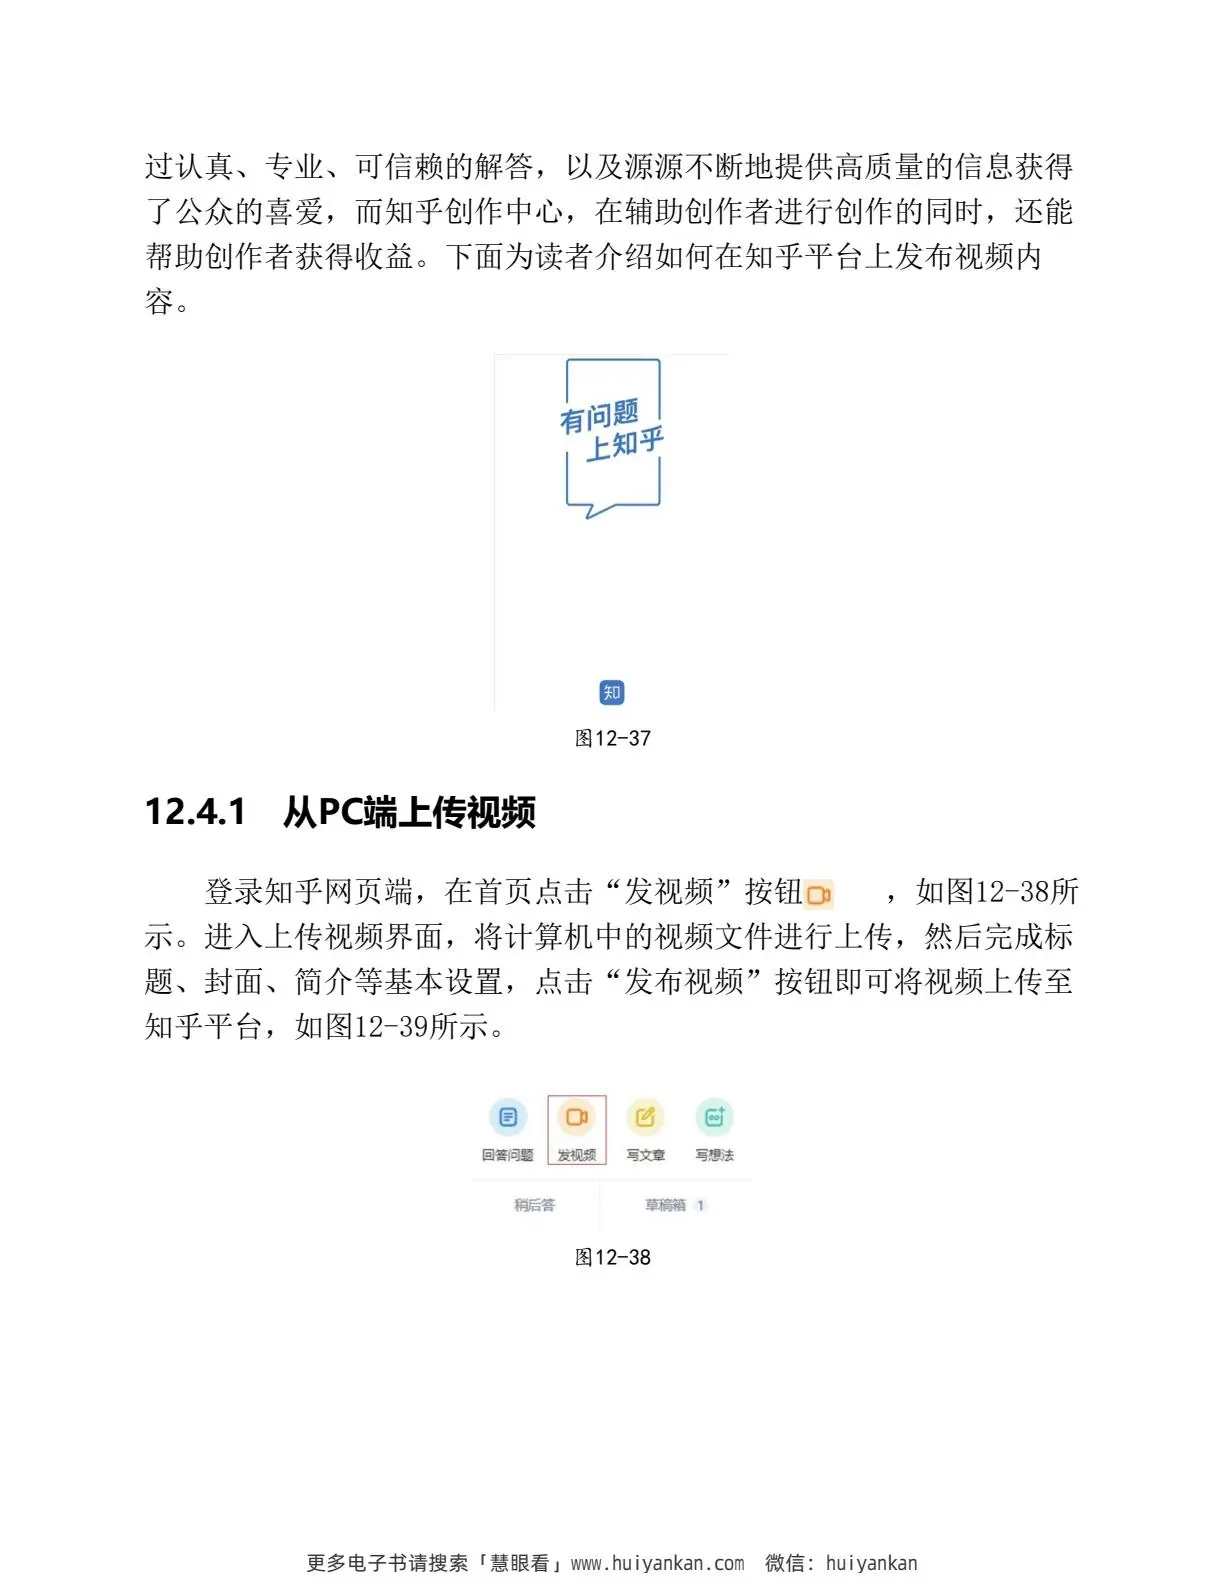 过认真、专业、可信赖的解答，以及源源不断地提供高质量的信息获得
了公众的喜爱，而知乎创作中心，在辅助创作者进行创作的同时，还能
帮助创作者获得收益。下面为读者介绍如何在知乎平台上发布视频内
容。
有问题
上知乎
知
图12-37
12.4.1 从PC端上传视频
登录知乎网页端，在首页点击“发视频”按钮 ，如图12-38所
示。进入上传视频界面，将计算机中的视频文件进行上传，然后完成标
题、封面、简介等基本设置，点击“发布视频”按钮即可将视频上传至
知乎平台，如图12-39所示。
回答问题 发视频 写文章 写想法
稍后答 草稿箱 1
图12-38
更多电子书请搜索「慧眼看」www.huiyankan.com 微信：huiyankan